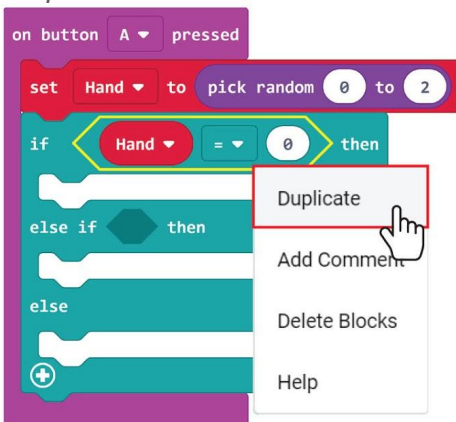 on button A pressed
set Hand to pick random 0 to 2
if Hand = 0 then
Duplicate
else if then
Add Comment
else
Delete Blocks
Help